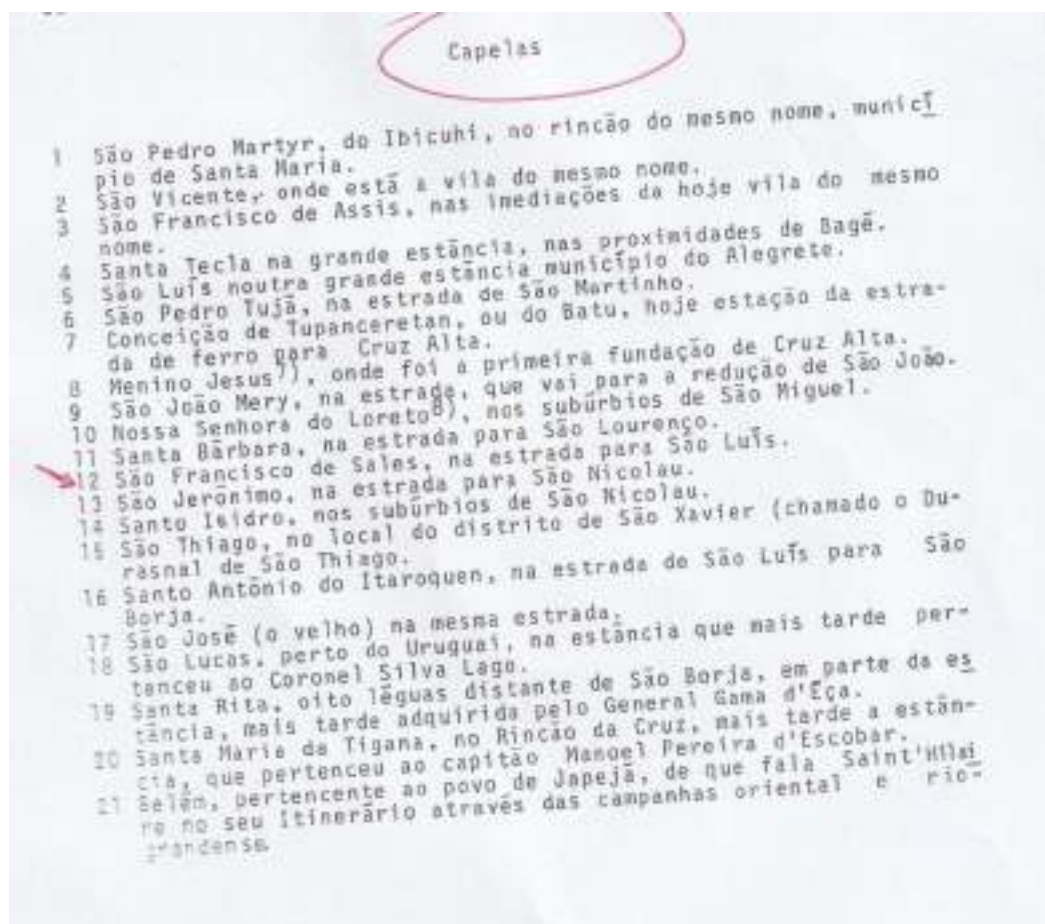 Capelas
1 São Pedro Martyr, do Ibicuhi, no rincão do mesmo nome, municí
pio de Santa Maria.
2 São Vicente, onde está a vila do mesmo nome.
3 São Francisco de Assis, nas imediações da hoje vila do mesmo
nome.
4 Santa Tecla na grande estância, nas proximidades de Bagé.
5 São Luís noutra grande estância município do Alegrete.
6 São Pedro Tujá, na estrada de São Martinho.
7 Conceição de Tupanceretan, ou do Batu, hoje estação da estra-
da de ferro para Cruz Alta.
8 Menino Jesus7), onde foi a primeira fundação de Cruz Alta.
9 São João Mery, na estrada, que vai para a redução de São João.
10 Nossa Senhora do Loreto8), nos subúrbios de São Miguel.
11 Santa Bárbara, na estrada para São Lourenço.
12 São Francisco de Sales, na estrada para São Luís.
13 São Jerônimo, na estrada para São Nicolau.
14 Santo Isidro, nos subúrbios de São Nicolau.
15 São Thiago, no local do distrito de São Xavier (chamado o Du-
rasnal de São Thiago.
16 Santo Antônio do Itaroquen, na estrada de São Luís para São
Borja.
17 São José (o velho) na mesma estrada.
18 São Lucas, perto do Uruguai, na estância que mais tarde per-
tenceu ao Coronel Silva Lago.
19 Santa Rita, oito léguas distante de São Borja, em parte da es
tância, mais tarde adquirida pelo General Gama d'Eça.
20 Santa Maria da Tigana, no Rincão da Cruz, mais tarde a estân-
cia, que pertenceu ao capitão Manoel Pereira d'Escobar.
21 Belém, pertencente ao povo de Japejá, de que fala Saint'Hilai
re no seu Itinerário através das campanhas oriental e rio-
grandense.